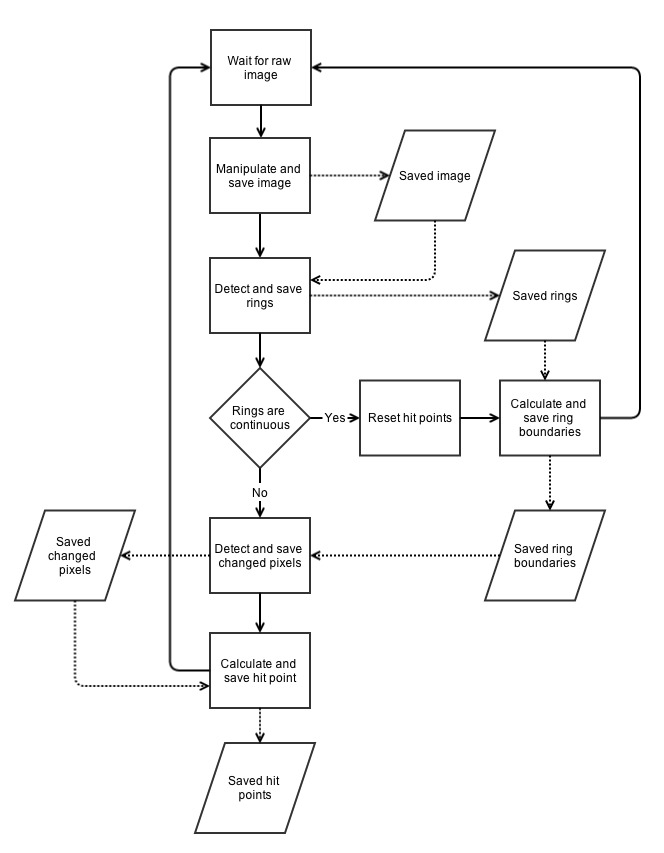 Wait for raw
image
Manipulate and
save image
Saved image
Detect and save
rings
Saved rings
Rings are
continuous
Yes
Reset hit points
Calculate and
save ring
boundaries
No
Saved
changed
pixels
Detect and save
changed pixels
Saved ring
boundaries
Calculate and
save hit point
Saved hit
points